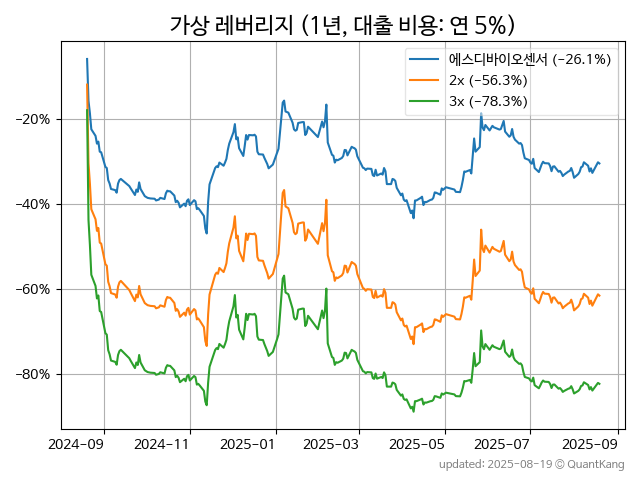 가상 레버리지 (1년, 대출 비용: 연 5%)
에스디바이오센서 (−26.1%)
2x (−56.3%)
3x (−78.3%)
−20%
−40%
−60%
−80%
2024-09 2024-11 2025-01 2025-03 2025-05 2025-07 2025-09
updated: 2025-08-19 © QuantKang